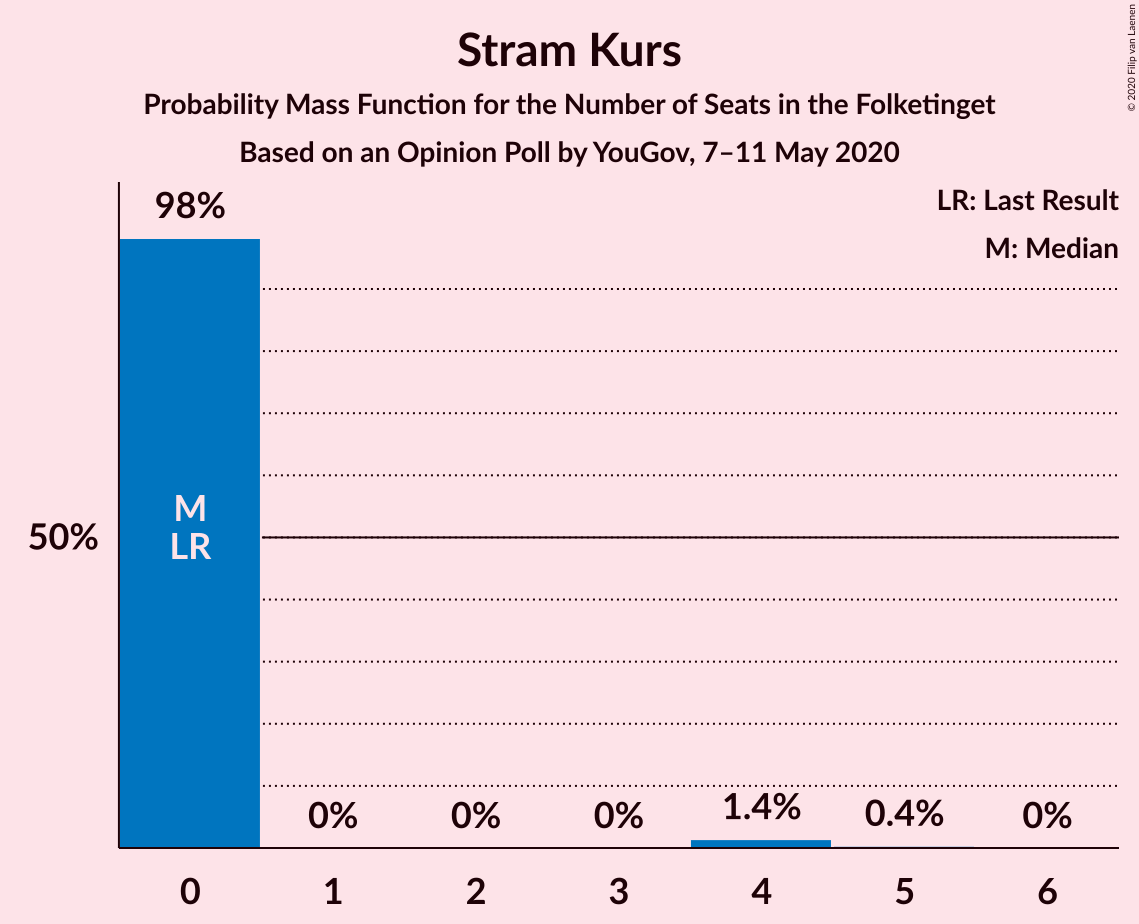 Stram Kurs
Probability Mass Function for the Number of Seats in the Folketinget
Based on an Opinion Poll by YouGov, 7–11 May 2020
© 2020 Filip van Laenen
LR: Last Result
M: Median
98%
M
LR
50%
0%
0%
0%
1.4%
0.4%
0%
0
1
2
3
4
5
6